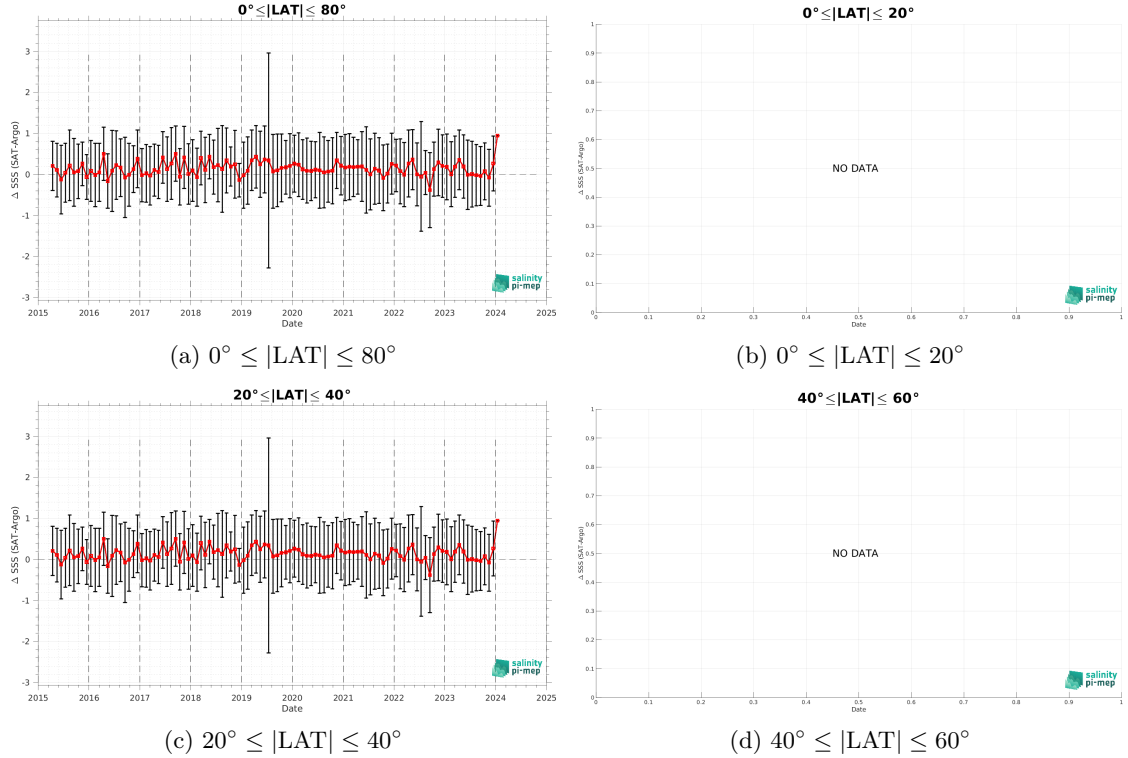 0°≤|LAT|≤ 80°
Δ SSS (SAT-Argo)
3
2
1
0
-1
-2
-3
2015 2016 2017 2018 2019 2020 2021 2022 2023 2024 2025
Date
salinity
pi-mep
(a) 0° ≤ |LAT| ≤ 80°
0°≤|LAT|≤ 20°
Δ SSS (SAT-Argo)
1
0.9
0.8
0.7
0.6
0.5
0.4
0.3
0.2
0.1
0
NO DATA
0 0.1 0.2 0.3 0.4 0.5 0.6 0.7 0.8 0.9 1
Date
salinity
pi-mep
(b) 0° ≤ |LAT| ≤ 20°
20°≤|LAT|≤ 40°
Δ SSS (SAT-Argo)
3
2
1
0
-1
-2
-3
2015 2016 2017 2018 2019 2020 2021 2022 2023 2024 2025
Date
salinity
pi-mep
(c) 20° ≤ |LAT| ≤ 40°
40°≤|LAT|≤ 60°
Δ SSS (SAT-Argo)
1
0.9
0.8
0.7
0.6
0.5
0.4
0.3
0.2
0.1
0
NO DATA
0 0.1 0.2 0.3 0.4 0.5 0.6 0.7 0.8 0.9 1
Date
salinity
pi-mep
(d) 40° ≤ |LAT| ≤ 60°